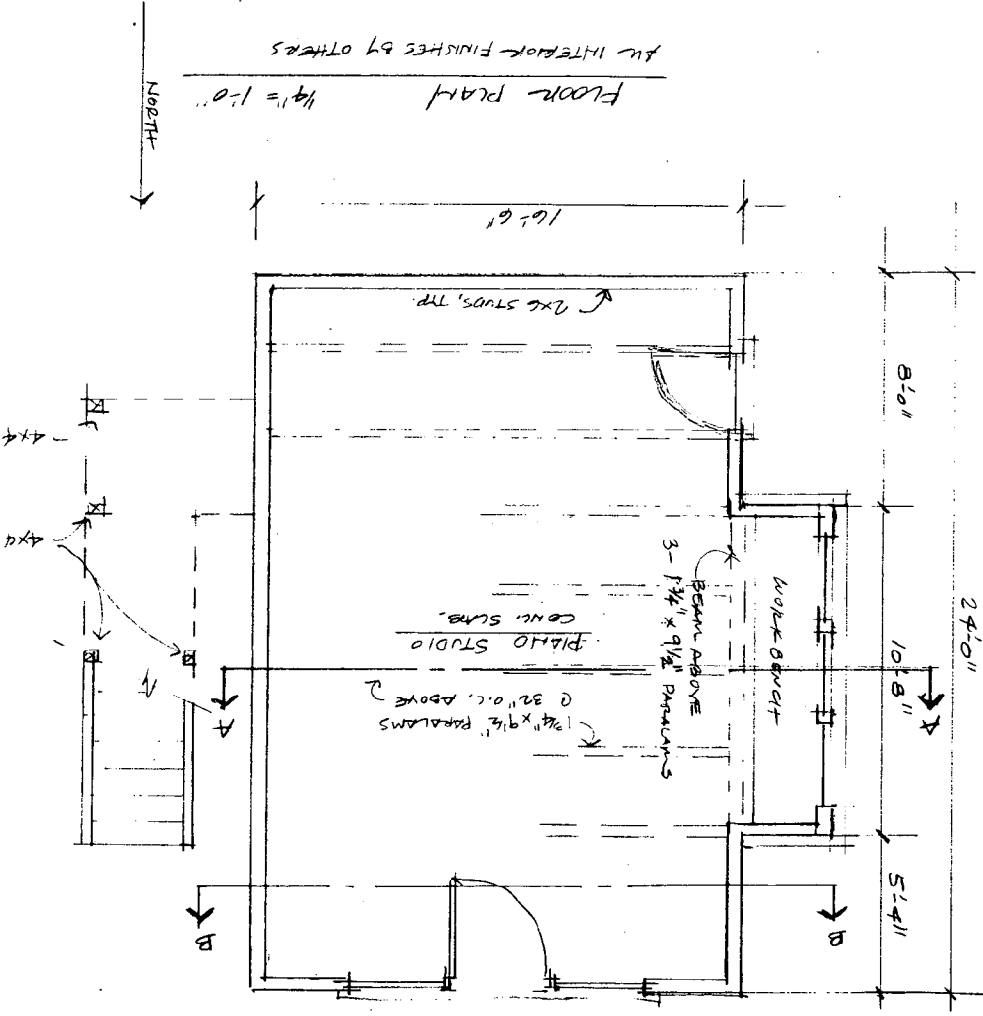 ALL INTERIOR FINISHES BY OTHERS
FLOOR PLAN 1/4" = 1'-0"
NORTH
16'-6"
2X6 STUDS, TYP.
8'-0"
24'-0"
10'-8"
5'-4"
4X4
4X4
WORKBENCH
BEAM ABOVE
3- 1 3/4" X 9 1/2" PARALAMS
PIANO STUDIO
CONC. SLAB.
1 3/4" X 9 1/2" PARALAMS
@ 32" O.C. ABOVE
A
A
B
B